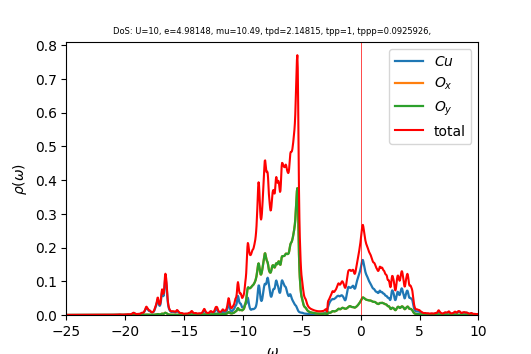 DoS: U=10, e=4.98148, mu=10.49, tpd=2.14815, tpp=1, tppp=0.0925926,
ρ(ω)
0.8
0.7
0.6
0.5
0.4
0.3
0.2
0.1
0.0
Cu
O_x
O_y
total
−25 −20 −15 −10 −5 0 5 10
ω